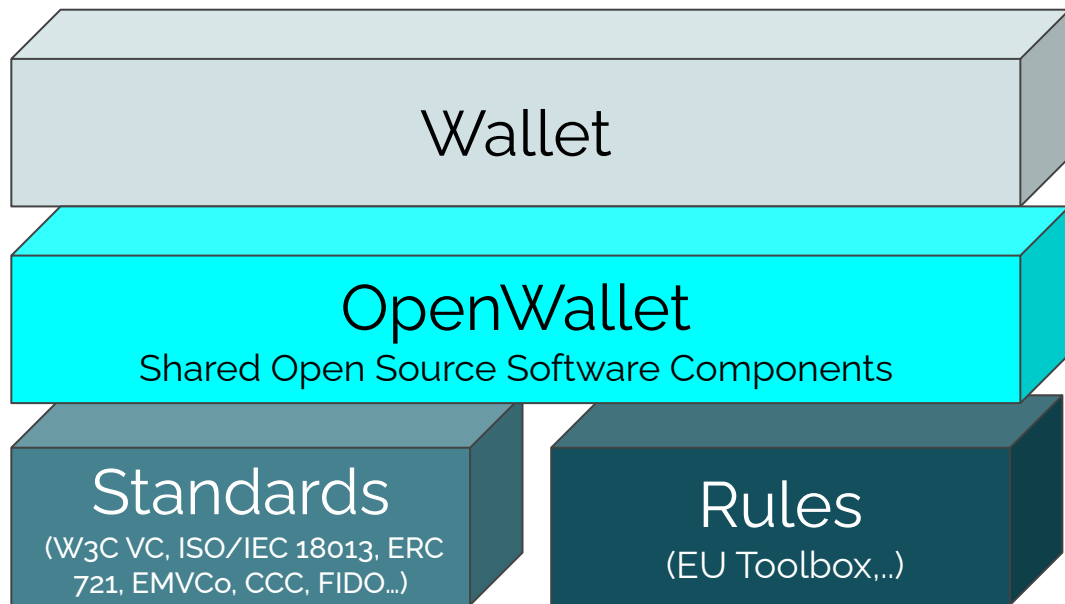 Wallet
OpenWallet
Shared Open Source Software Components
Standards
(W3C VC, ISO/IEC 18013, ERC
721, EMVCo, CCC, FIDO…)
Rules
(EU Toolbox,..)